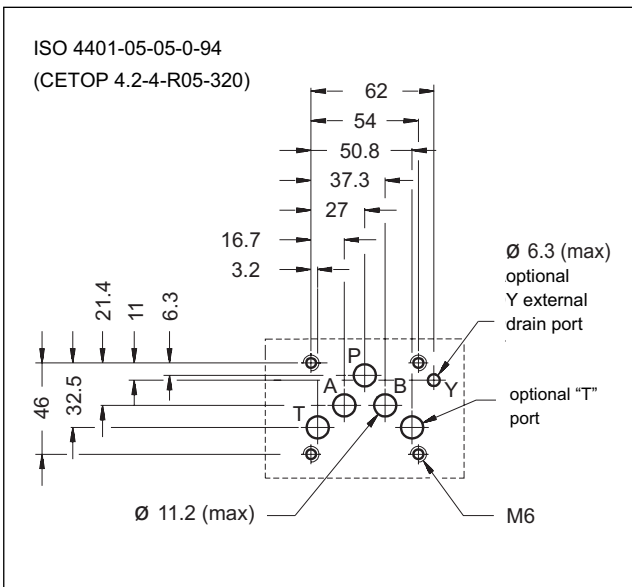 ISO 4401-05-05-0-94
(CETOP 4.2-4-R05-320)
62
54
50.8
37.3
27
16.7
3.2
21.4
11
6.3
46
32.5
Ø 6.3 (max)
optional
Y external
drain port
P
A
B
Y
T
optional “T”
port
Ø 11.2 (max)
M6